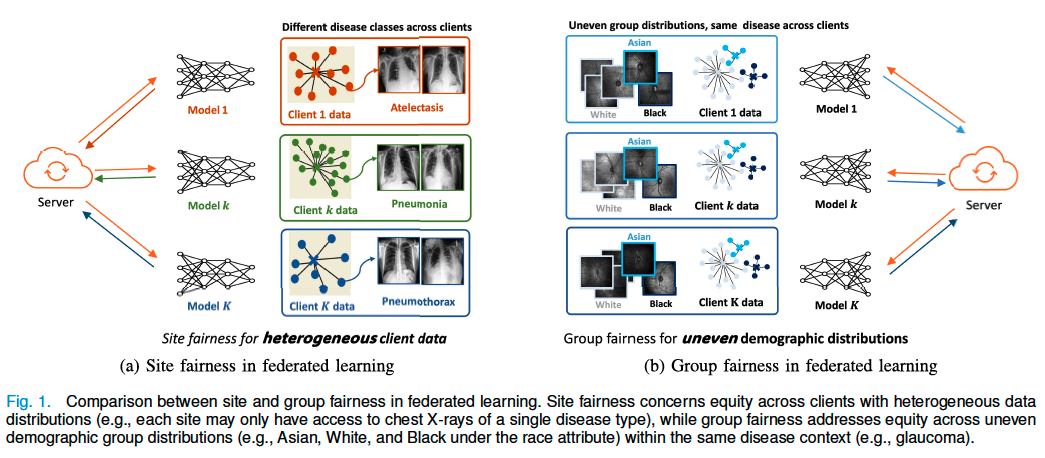 Different disease classes across clients
Model 1
Client 1 data
Atelectasis
Server
Model k
Client k data
Pneumonia
Model K
Client K data
Pneumothorax
Site fairness for heterogeneous client data
(a) Site fairness in federated learning
Uneven group distributions, same disease across clients
Asian
White
Black
Client 1 data
Model 1
Asian
White
Black
Client k data
Model k
Server
Asian
White
Black
Client K data
Model K
Group fairness for uneven demographic distributions
(b) Group fairness in federated learning
Fig. 1. Comparison between site and group fairness in federated learning. Site fairness concerns equity across clients with heterogeneous data
distributions (e.g., each site may only have access to chest X-rays of a single disease type), while group fairness addresses equity across uneven
demographic group distributions (e.g., Asian, White, and Black under the race attribute) within the same disease context (e.g., glaucoma).